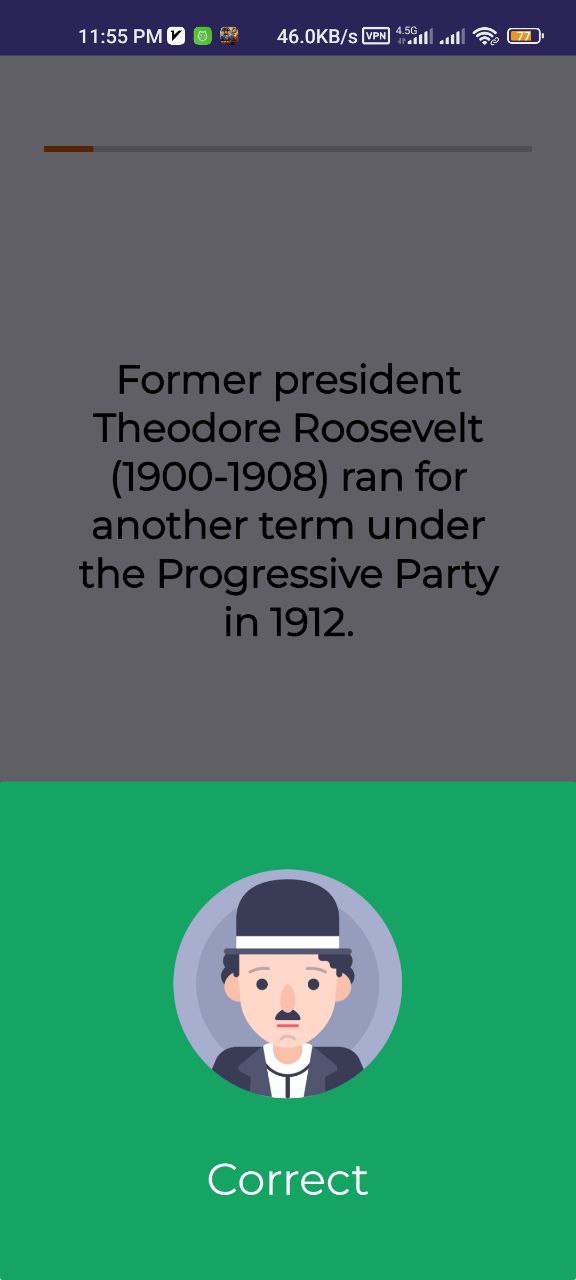 11:55 PM 46.0KB/s VPN 4.5G 77
Former president
Theodore Roosevelt
(1900-1908) ran for
another term under
the Progressive Party
in 1912.
Correct